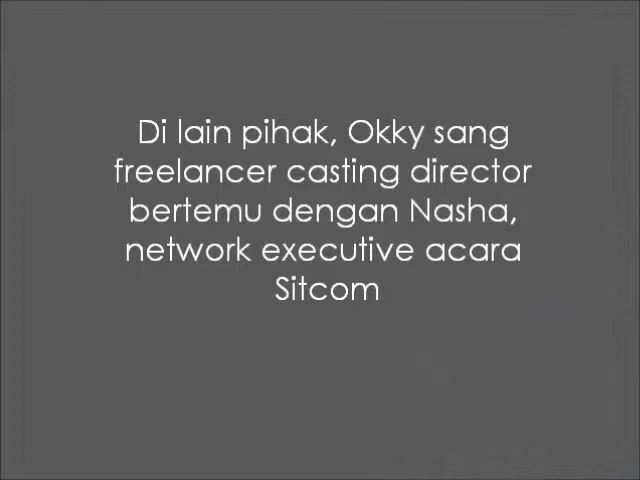 Di lain pihak, Okky sang
freelancer casting director
bertemu dengan Nasha,
network executive acara
Sitcom